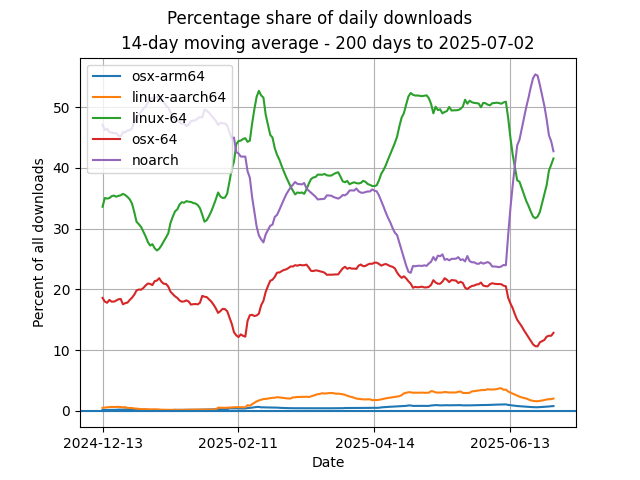 Percentage share of daily downloads
14-day moving average - 200 days to 2025-07-02
osx-arm64
linux-aarch64
linux-64
osx-64
noarch
Percent of all downloads
50
40
30
20
10
0
2024-12-13
2025-02-11
2025-04-14
2025-06-13
Date